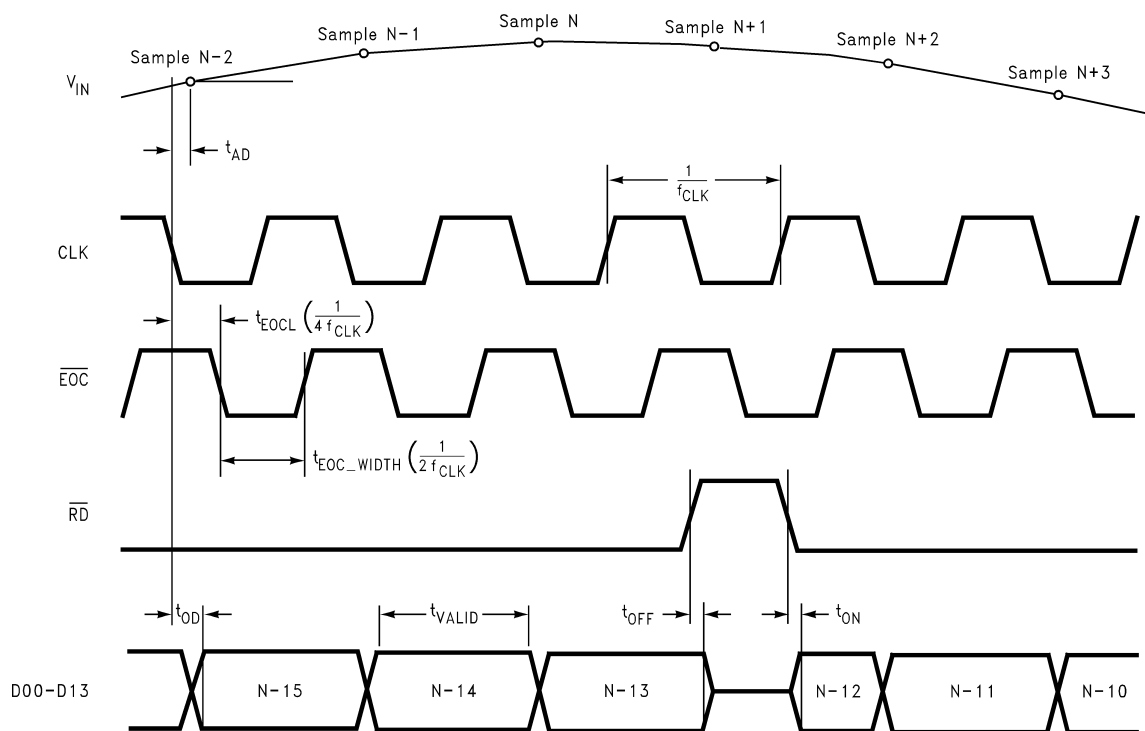 Sample N-2
Sample N-1
Sample N
Sample N+1
Sample N+2
Sample N+3
VIN
tAD
1
fCLK
CLK
tEOCL (1/4 fCLK)
EOC
tEOC_WIDTH (1/2 fCLK)
RD
tOD
tVALID
tOFF
tON
D00-D13
N-15
N-14
N-13
N-12
N-11
N-10